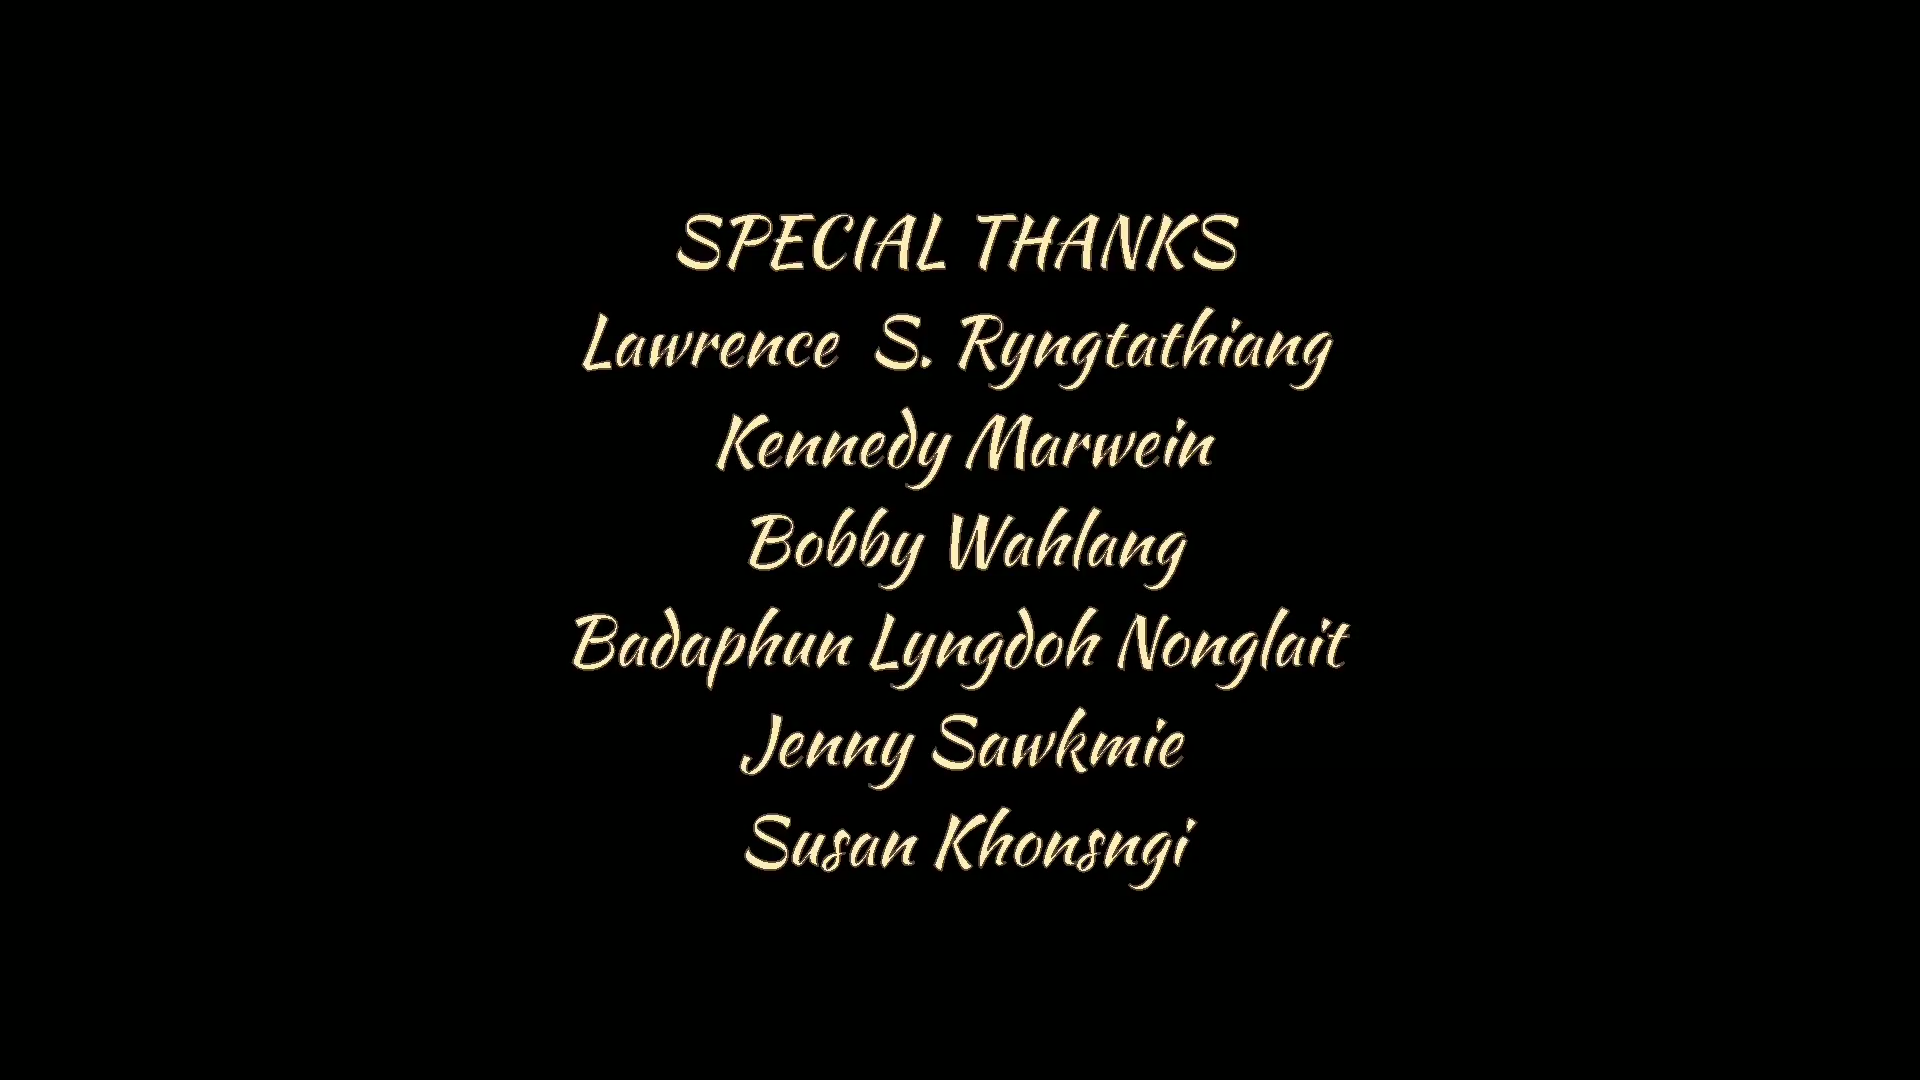 SPECIAL THANKS
Lawrence S. Ryngtathiang
Kennedy Marwein
Bobby Wahlang
Badaphun Lyngdoh Nonglait
Jenny Sawkmie
Susan Khonsngi